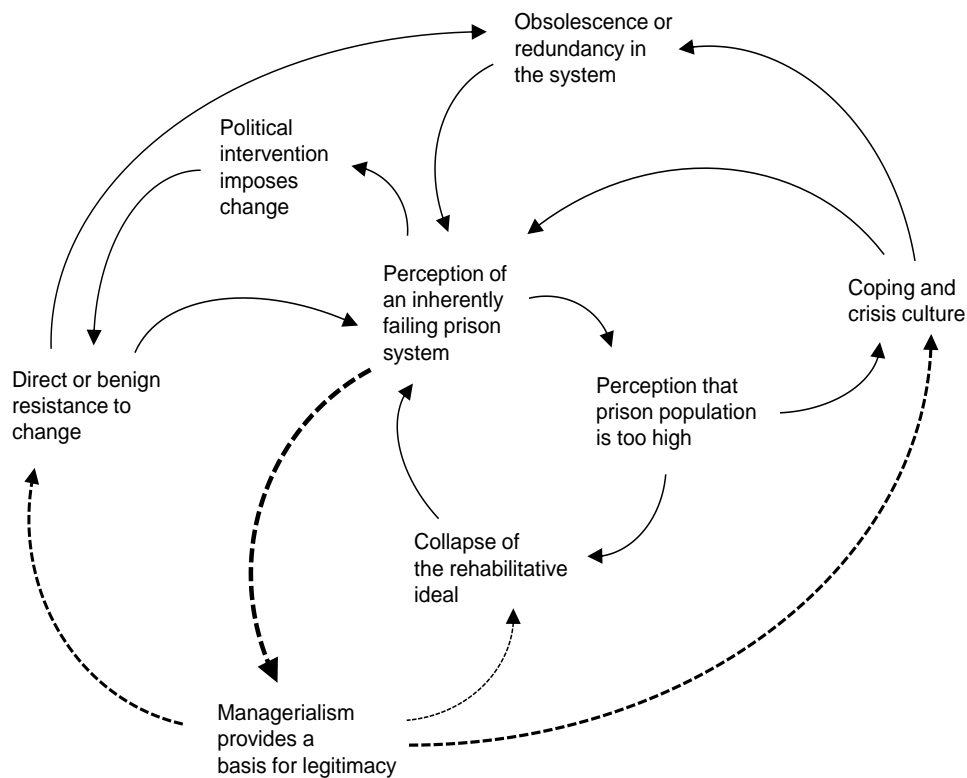 Obsolescence or
redundancy in
the system
Political
intervention
imposes
change
Perception of
an inherently
failing prison
system
Coping and
crisis culture
Direct or benign
resistance to
change
Perception that
prison population
is too high
Collapse of
the rehabilitative
ideal
Managerialism
provides a
basis for legitimacy